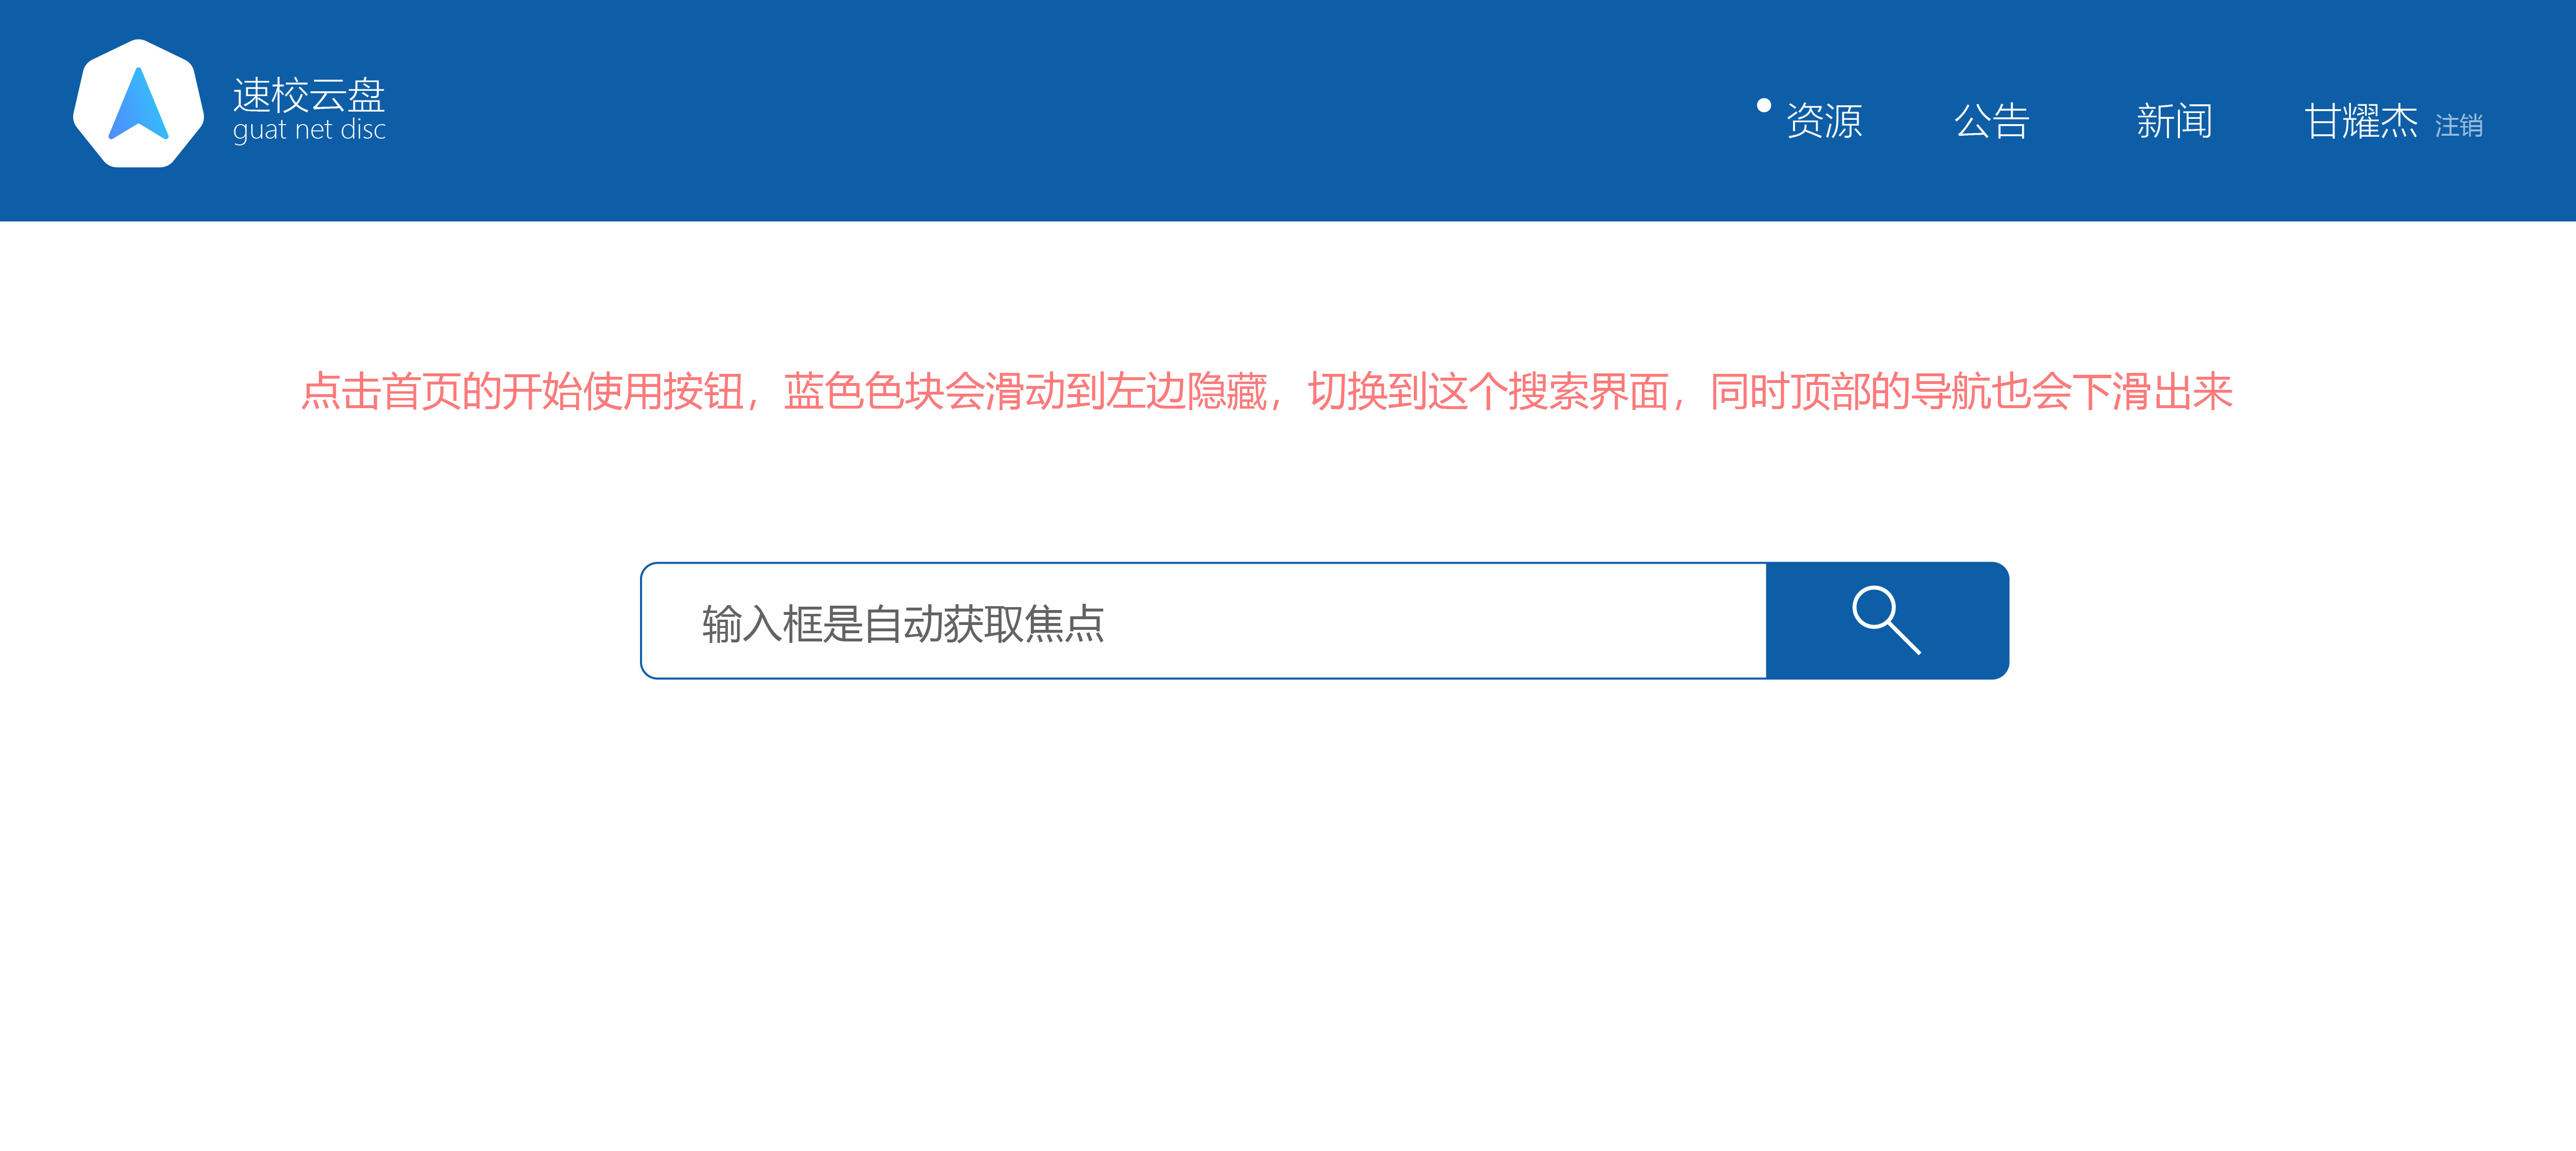 速校云盘
guat net disc
资源 公告 新闻 甘耀杰 注销
点击首页的开始使用按钮，蓝色色块会滑动到左边隐藏，切换到这个搜索界面，同时顶部的导航也会下滑出来
输入框是自动获取焦点